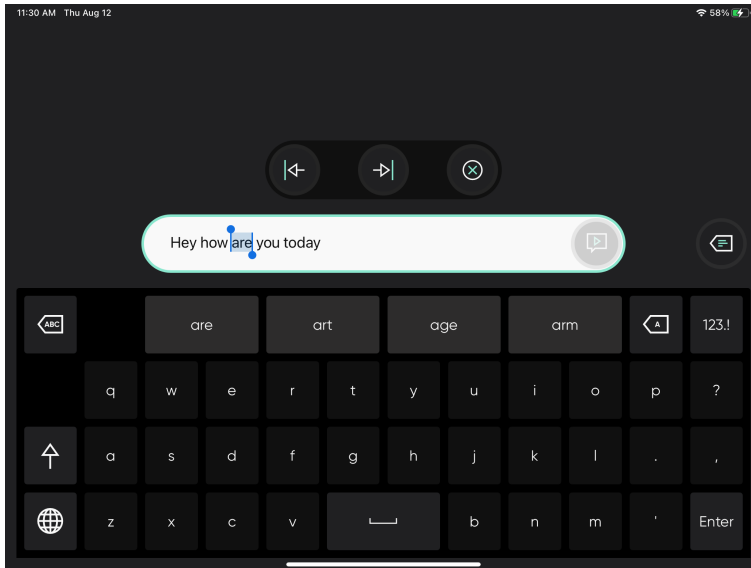 11:30 AM Thu Aug 12 58%
Hey how are you today
ABC are art age arm A 123.!
q w e r t y u i o p ?
a s d f g h j k l . ,
z x c v b n m ' Enter